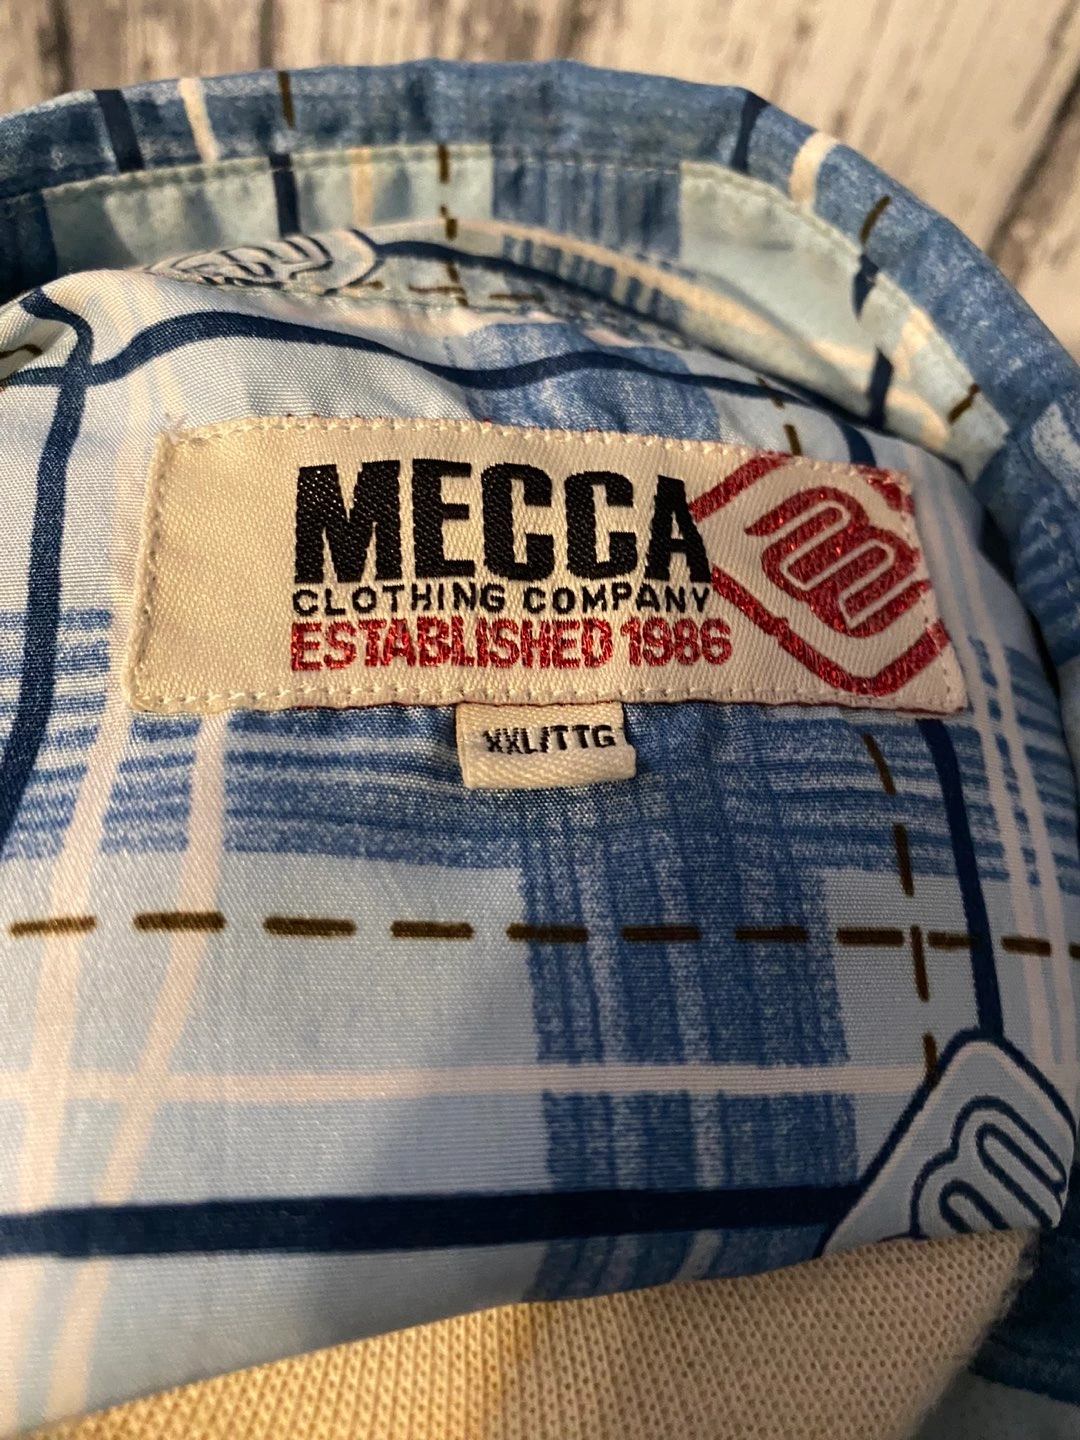 MECCA
CLOTHING COMPANY
ESTABLISHED 1986
XXL/TTG